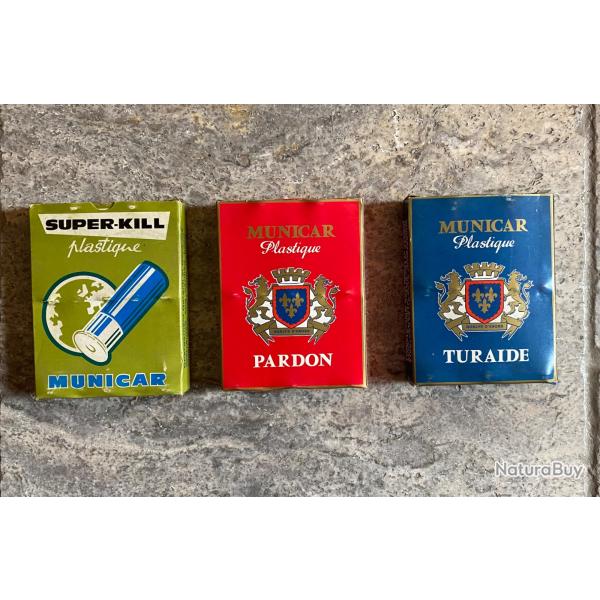 SUPER-KILL
plastique
MUNICAR
MUNICAR
Plastique
PARDON
MUNICAR
Plastique
TURAIDE
NaturaBuy